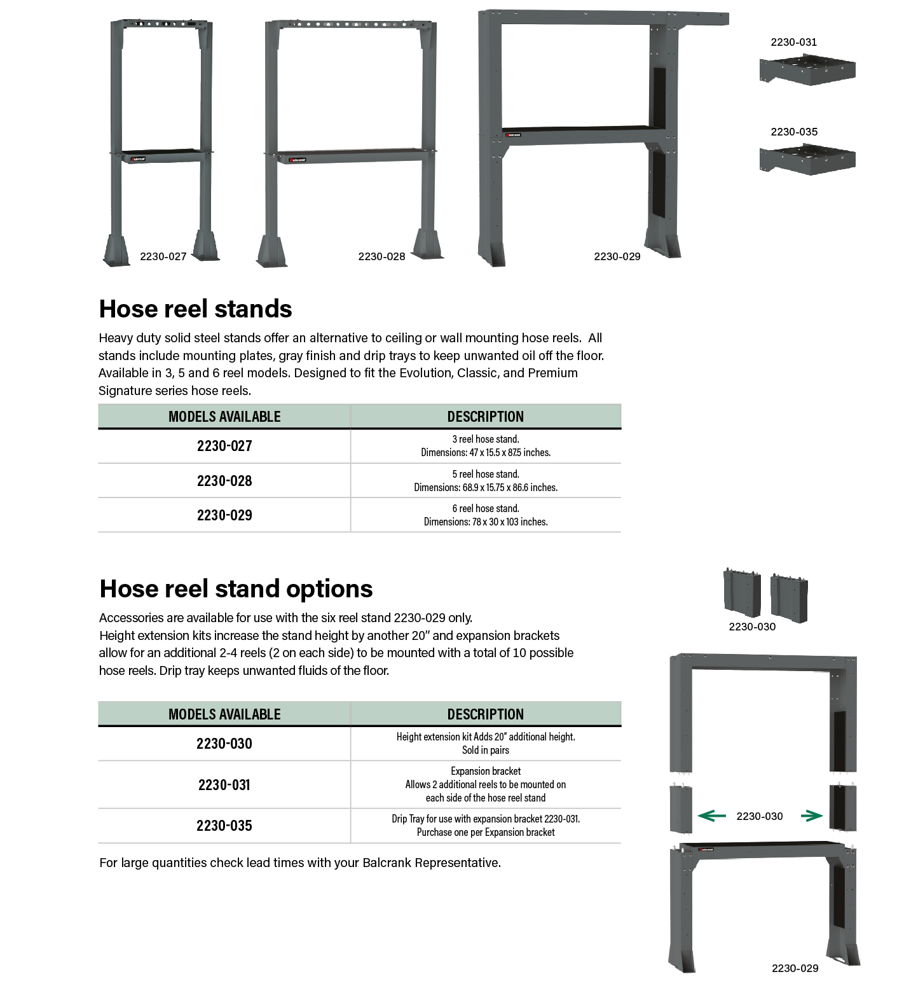 2230-031
2230-035
Balcrank
Balcrank
Balcrank
2230-027
2230-028
2230-029
Hose reel stands
Heavy duty solid steel stands offer an alternative to ceiling or wall mounting hose reels.  All
stands include mounting plates, gray finish and drip trays to keep unwanted oil off the floor.
Available in 3, 5 and 6 reel models. Designed to fit the Evolution, Classic, and Premium
Signature series hose reels.
MODELS AVAILABLE DESCRIPTION
2230-027 3 reel hose stand.
Dimensions: 47 x 15.5 x 87.5 inches.
2230-028 5 reel hose stand.
Dimensions: 68.9 x 15.75 x 86.6 inches.
2230-029 6 reel hose stand.
Dimensions: 78 x 30 x 103 inches.
Hose reel stand options
Accessories are available for use with the six reel stand 2230-029 only.
Height extension kits increase the stand height by another 20” and expansion brackets
allow for an additional 2-4 reels (2 on each side) to be mounted with a total of 10 possible
hose reels. Drip tray keeps unwanted fluids of the floor.
MODELS AVAILABLE DESCRIPTION
2230-030 Height extension kit Adds 20” additional height.
Sold in pairs
2230-031 Expansion bracket
Allows 2 additional reels to be mounted on
each side of the hose reel stand
2230-035 Drip Tray for use with expansion bracket 2230-031.
Purchase one per Expansion bracket
For large quantities check lead times with your Balcrank Representative.
2230-030
2230-030
Balcrank
2230-029